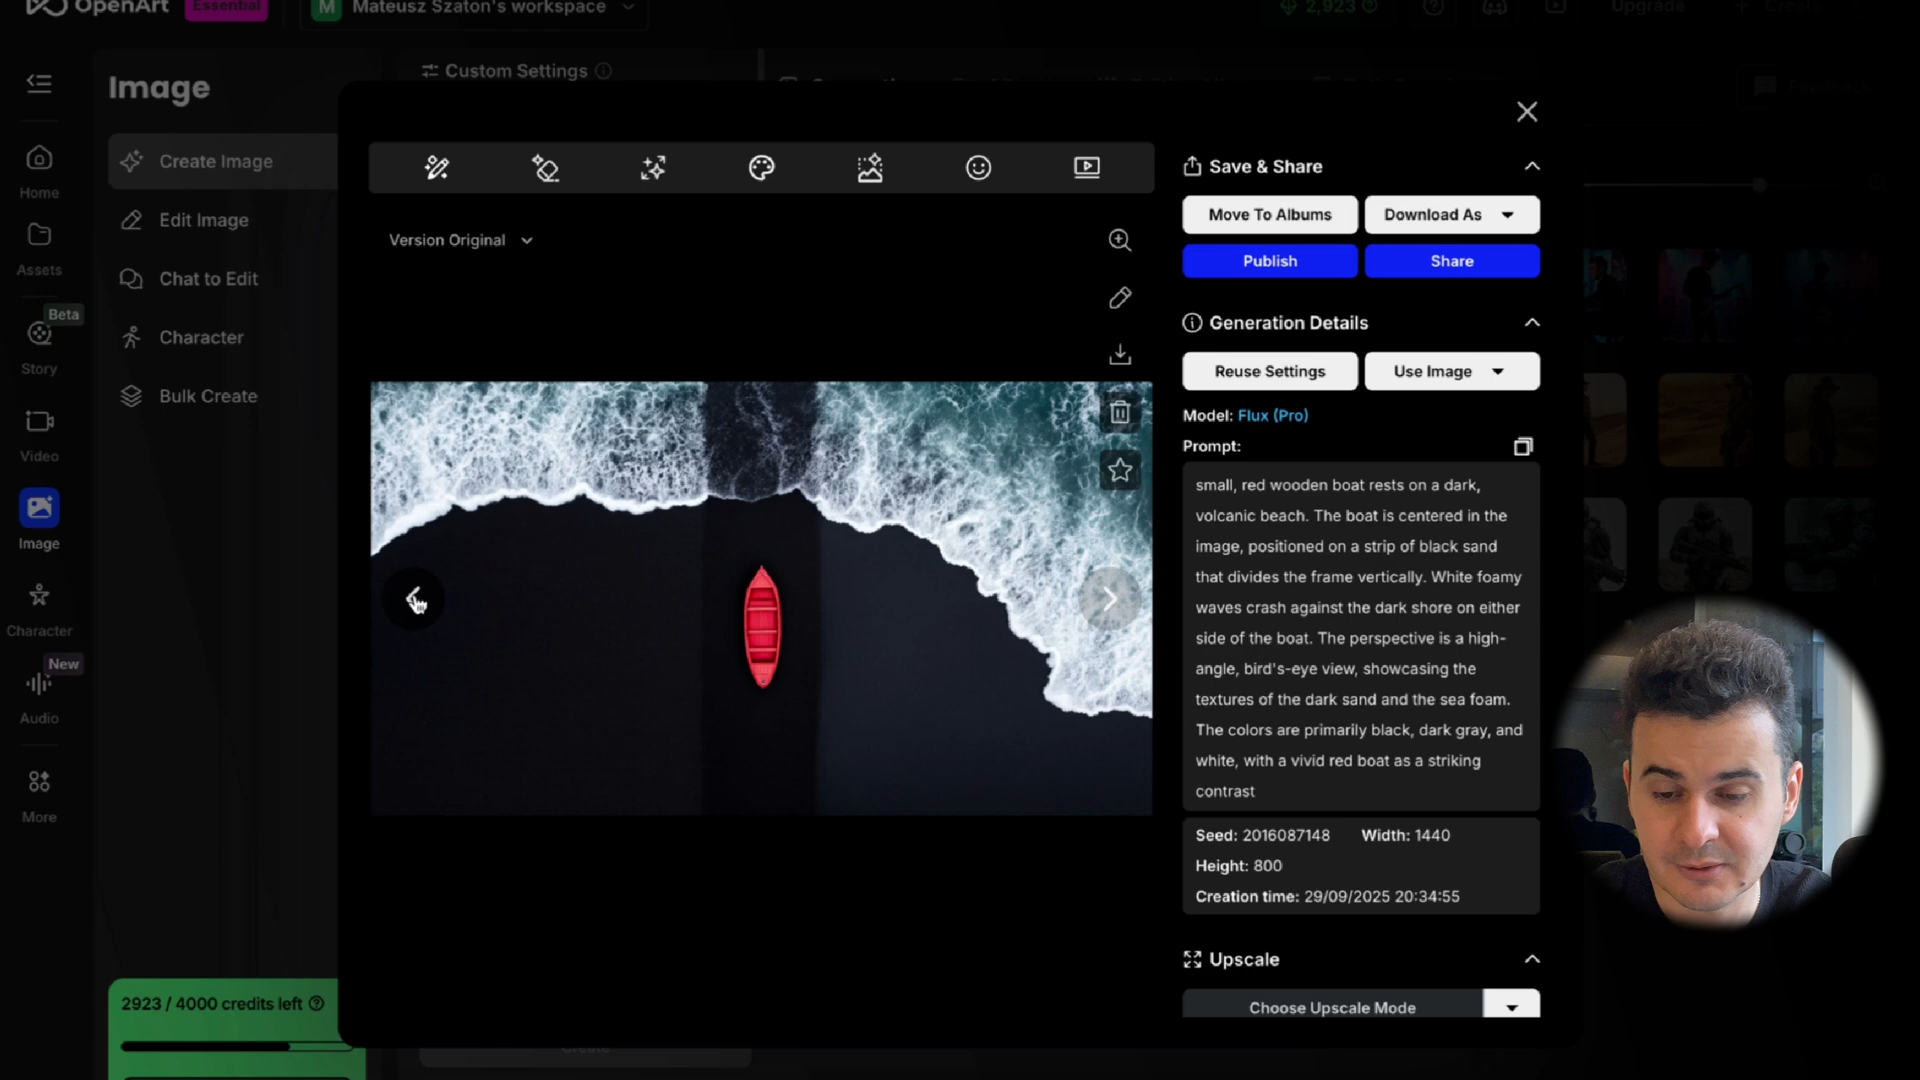 OpenArt
Essential
M Mateusz Szaton's workspace
2,923
Upgrade
Image
Custom Settings
Create Image
Edit Image
Chat to Edit
Character
Bulk Create
Home
Assets
Beta
Story
Video
Image
Character
New
Audio
More
2923 / 4000 credits left
Version Original
Save & Share
Move To Albums
Download As
Publish
Share
Generation Details
Reuse Settings
Use Image
Model: Flux (Pro)
Prompt:
small, red wooden boat rests on a dark,
volcanic beach. The boat is centered in the
image, positioned on a strip of black sand
that divides the frame vertically. White foamy
waves crash against the dark shore on either
side of the boat. The perspective is a high-
angle, bird's-eye view, showcasing the
textures of the dark sand and the sea foam.
The colors are primarily black, dark gray, and
white, with a vivid red boat as a striking
contrast
Seed: 2016087148 Width: 1440
Height: 800
Creation time: 29/09/2025 20:34:55
Upscale
Choose Upscale Mode
Create